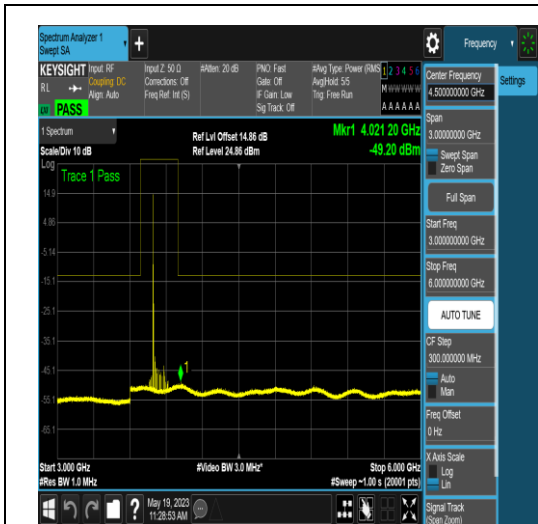 Spectrum Analyzer 1
Swept SA
+
Frequency
KEYSIGHT
Input: RF
Coupling: DC
Align: Auto
Input Z: 50 Ω
Corrections: Off
Freq Ref: Int (S)
#Atten: 20 dB
PNO: Fast
Gate: Off
IF Gain: Low
Sig Track: Off
#Avg Type: Power (RMS
Avg|Hold: 5/5
Trig: Free Run
1 2 3 4 5 6
M W W W W W
A A A A A A
R L
PASS
Center Frequency
4.500000000 GHz
Settings
Span
3.00000000 GHz
Swept Span
Zero Span
Full Span
Start Freq
3.000000000 GHz
Stop Freq
6.000000000 GHz
AUTO TUNE
CF Step
300.000000 MHz
Auto
Man
Freq Offset
0 Hz
X Axis Scale
Log
Lin
Signal Track
(Span Zoom)
1 Spectrum
Scale/Div 10 dB
Ref Lvl Offset 14.86 dB
Ref Level 24.86 dBm
Mkr1 4.021 20 GHz
-49.20 dBm
Log
Trace 1 Pass
14.9
4.86
-5.14
-15.1
-25.1
-35.1
-45.1
-55.1
-65.1
1
Start 3.000 GHz
#Res BW 1.0 MHz
#Video BW 3.0 MHz*
Stop 6.000 GHz
#Sweep ~1.00 s (20001 pts)
?
May 19, 2023
11:28:53 AM